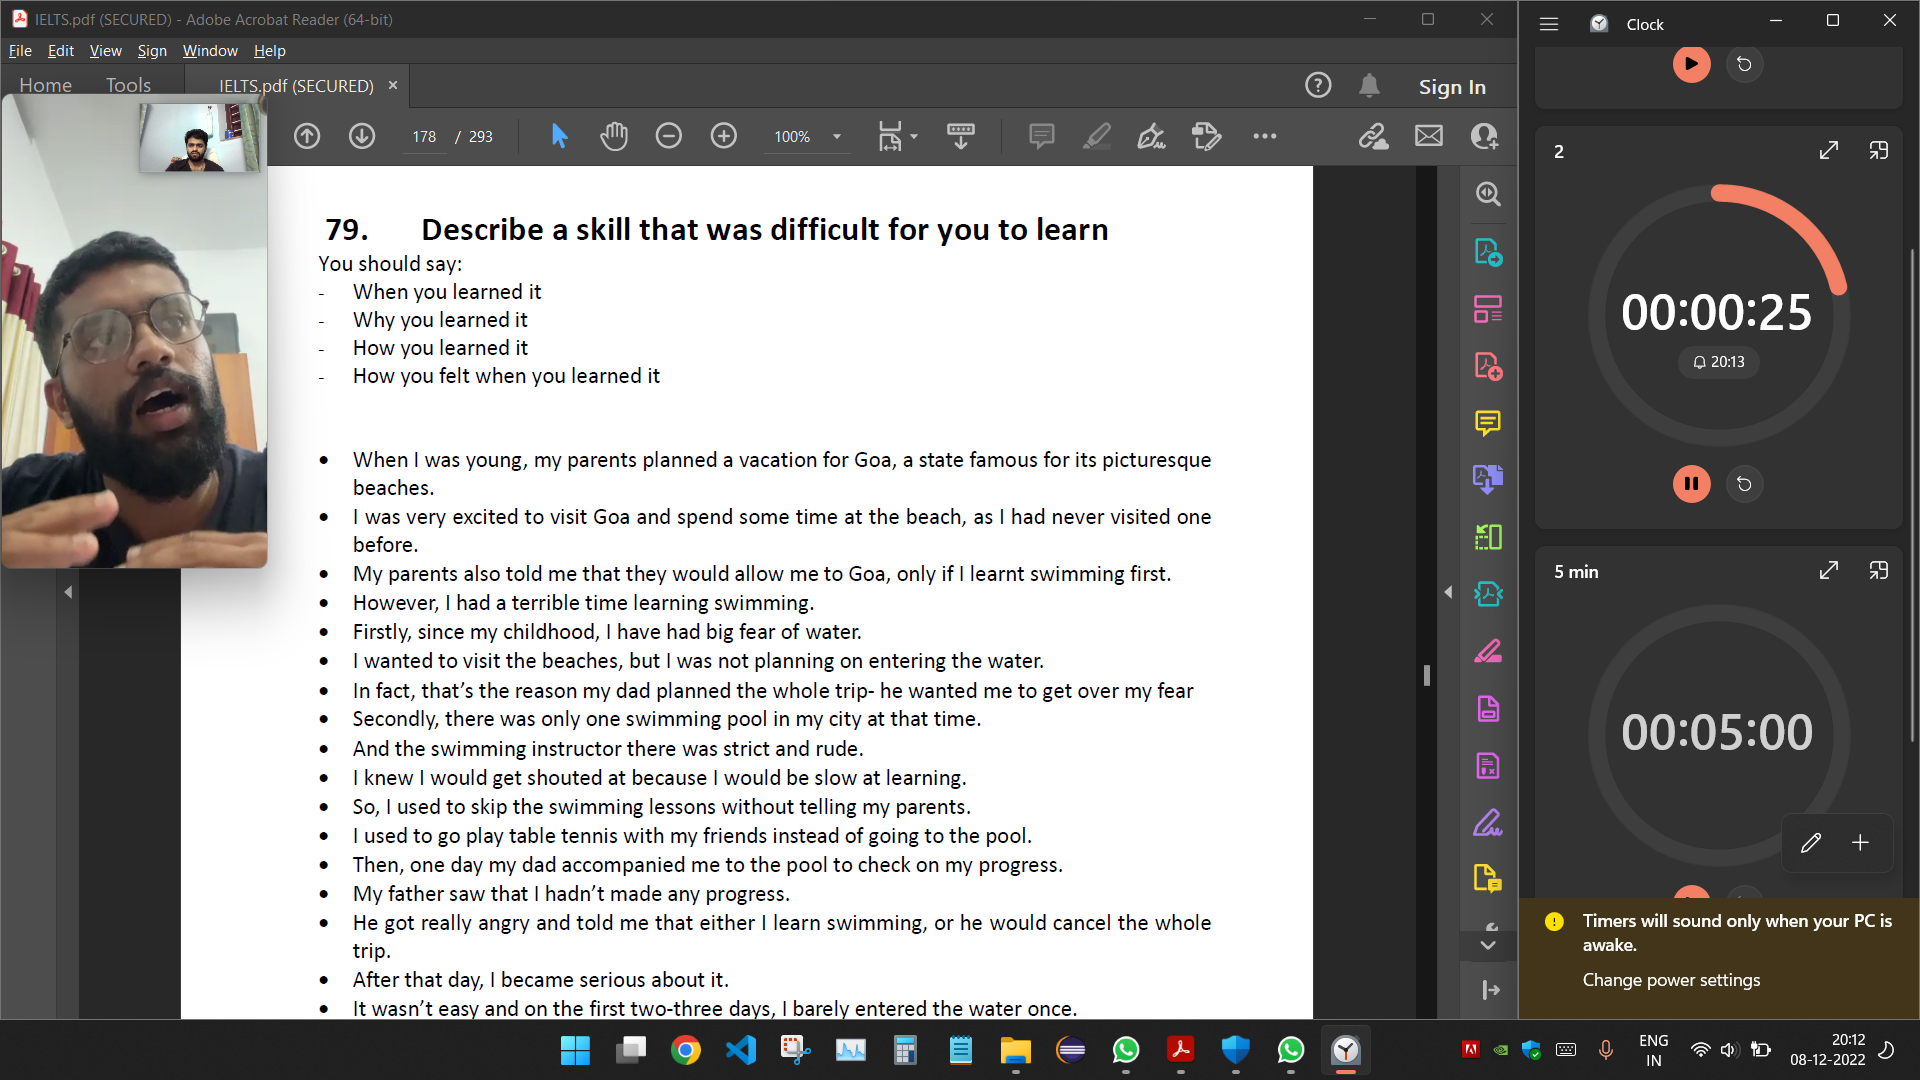 IELTS.pdf (SECURED) - Adobe Acrobat Reader (64-bit)
File Edit View Sign Window Help
Home Tools IELTS.pdf (SECURED) × Sign In
178 / 293 100%
79. Describe a skill that was difficult for you to learn
You should say:
- When you learned it
- Why you learned it
- How you learned it
- How you felt when you learned it
• When I was young, my parents planned a vacation for Goa, a state famous for its picturesque
beaches.
• I was very excited to visit Goa and spend some time at the beach, as I had never visited one
before.
• My parents also told me that they would allow me to Goa, only if I learnt swimming first.
• However, I had a terrible time learning swimming.
• Firstly, since my childhood, I have had big fear of water.
• I wanted to visit the beaches, but I was not planning on entering the water.
• In fact, that’s the reason my dad planned the whole trip- he wanted me to get over my fear
• Secondly, there was only one swimming pool in my city at that time.
• And the swimming instructor there was strict and rude.
• I knew I would get shouted at because I would be slow at learning.
• So, I used to skip the swimming lessons without telling my parents.
• I used to go play table tennis with my friends instead of going to the pool.
• Then, one day my dad accompanied me to the pool to check on my progress.
• My father saw that I hadn’t made any progress.
• He got really angry and told me that either I learn swimming, or he would cancel the whole
trip.
• After that day, I became serious about it.
• It wasn’t easy and on the first two-three days, I barely entered the water once.
Clock
2
00:00:25
20:13
5 min
00:05:00
Timers will sound only when your PC is
awake.
Change power settings
ENG
IN
20:12
08-12-2022